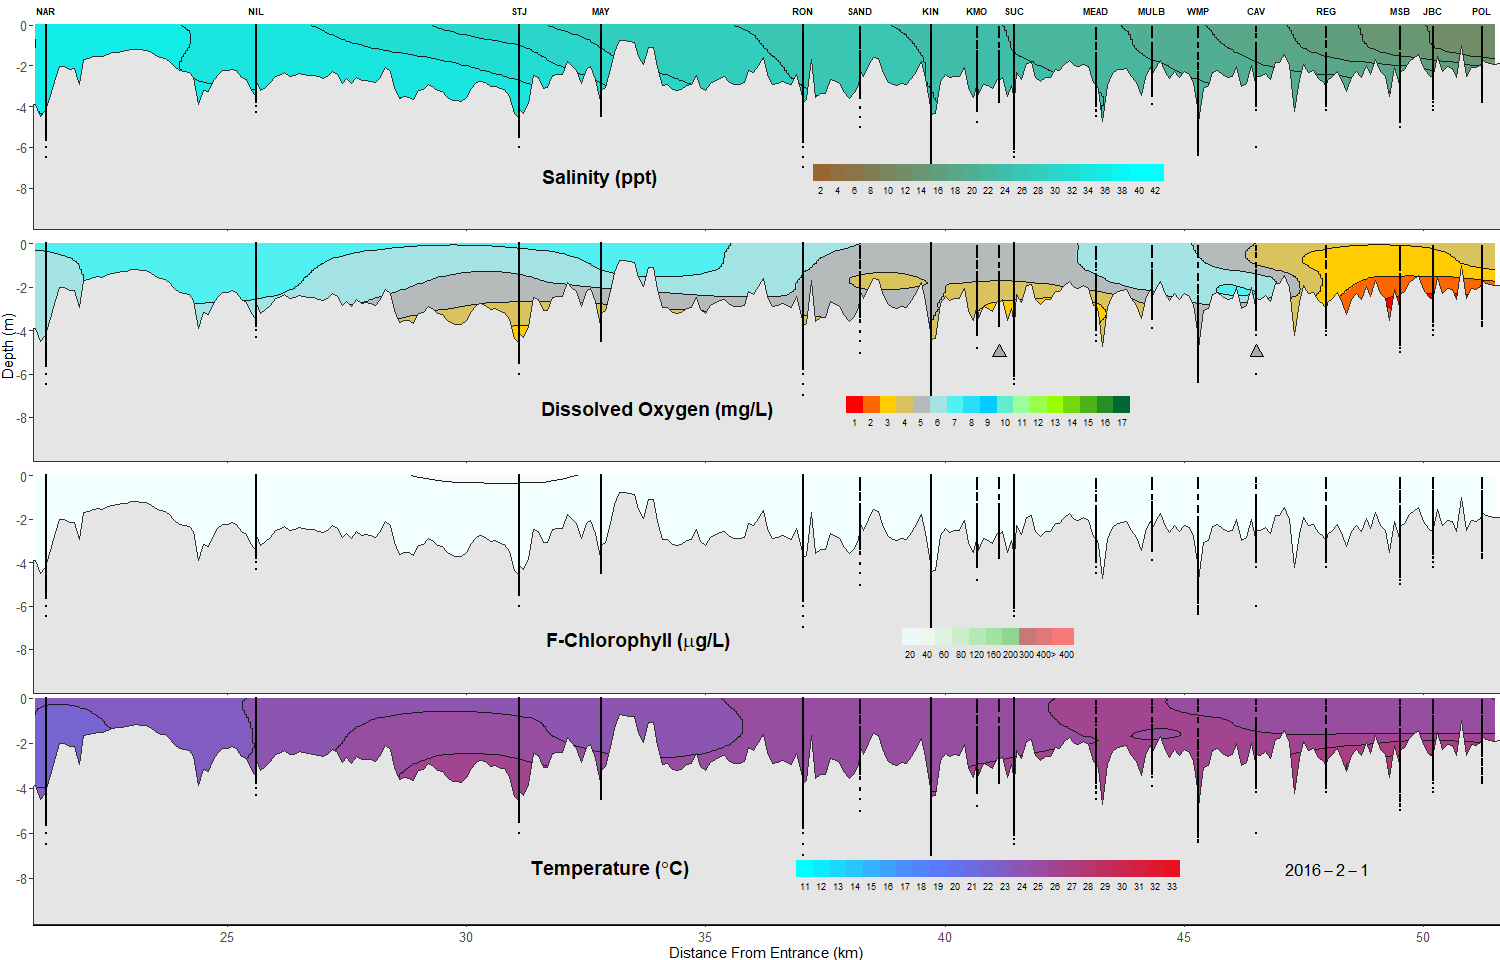 NAR NIL STJ MAY RON SAND KIN KMO SUC MEAD MULB WMP CAV REG MSB JBC POL
0
-2
-4
-6
-8
Salinity (ppt)
2 4 6 8 10 12 14 16 18 20 22 24 26 28 30 32 34 36 38 40 42
0
-2
-4
-6
-8
Depth (m)
Dissolved Oxygen (mg/L)
1 2 3 4 5 6 7 8 9 10 11 12 13 14 15 16 17
0
-2
-4
-6
-8
F-Chlorophyll (μg/L)
20 40 60 80 120 160 200 300 400> 400
0
-2
-4
-6
-8
Temperature (°C)
11 12 13 14 15 16 17 18 19 20 21 22 23 24 25 26 27 28 29 30 31 32 33
2016 – 2 – 1
25 30 35 40 45 50
Distance From Entrance (km)